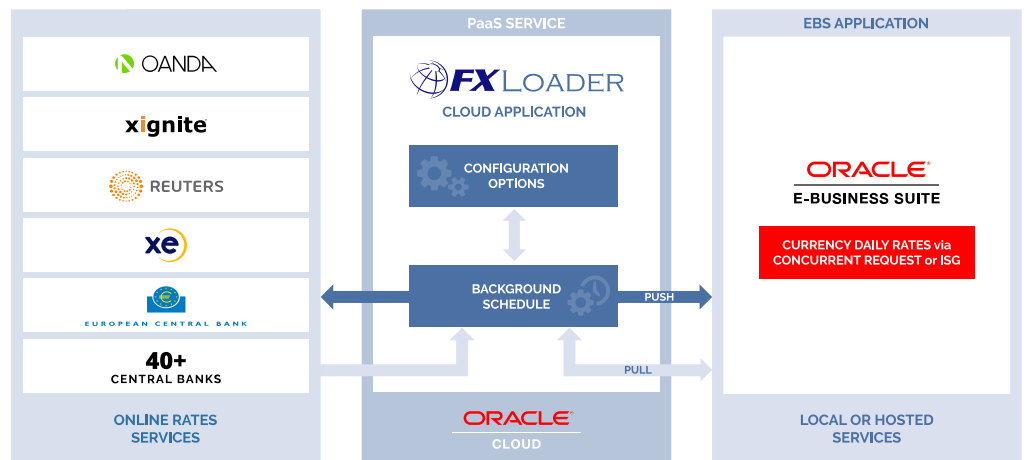 OANDA
xignite
REUTERS
xe
EUROPEAN CENTRAL BANK
40+
CENTRAL BANKS
ONLINE RATES
SERVICES
PaaS SERVICE
FXLOADER
CLOUD APPLICATION
CONFIGURATION
OPTIONS
BACKGROUND
SCHEDULE
PUSH
PULL
ORACLE
CLOUD
EBS APPLICATION
ORACLE
E-BUSINESS SUITE
CURRENCY DAILY RATES via
CONCURRENT REQUEST or ISG
LOCAL OR HOSTED
SERVICES